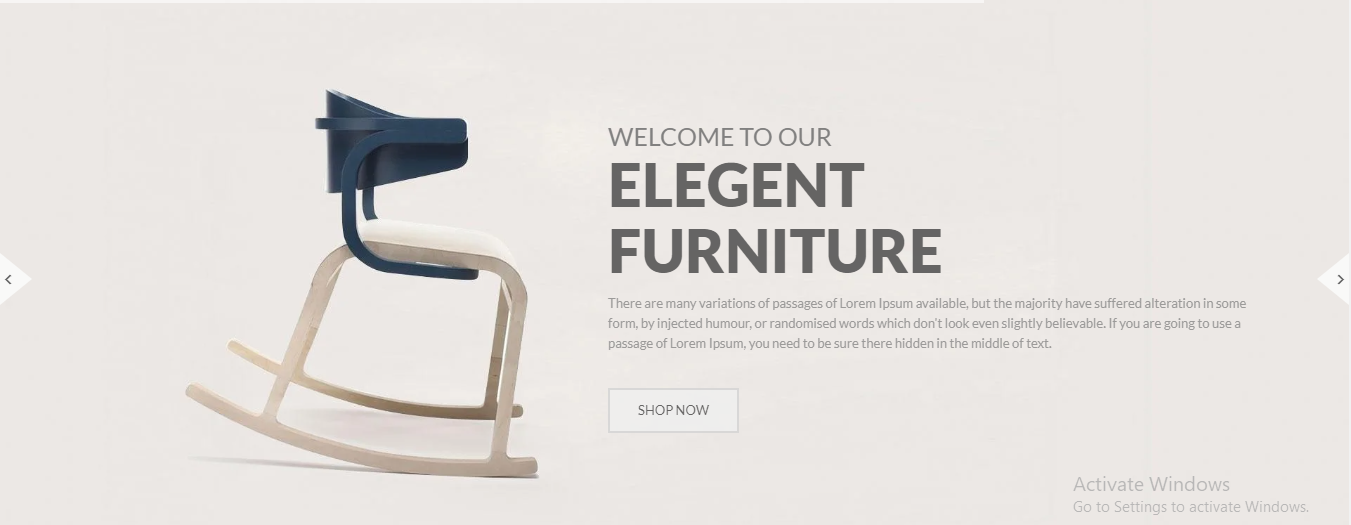 WELCOME TO OUR
ELEGENT
FURNITURE
There are many variations of passages of Lorem Ipsum available, but the majority have suffered alteration in some
form, by injected humour, or randomised words which don't look even slightly believable. If you are going to use a
passage of Lorem Ipsum, you need to be sure there hidden in the middle of text.
SHOP NOW
Activate Windows
Go to Settings to activate Windows.